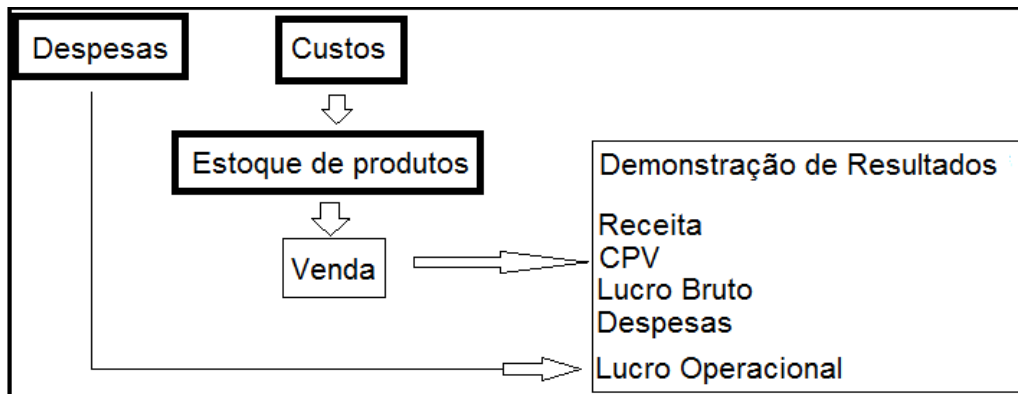 Despesas
Custos
Estoque de produtos
Venda
Demonstração de Resultados
Receita
CPV
Lucro Bruto
Despesas
Lucro Operacional